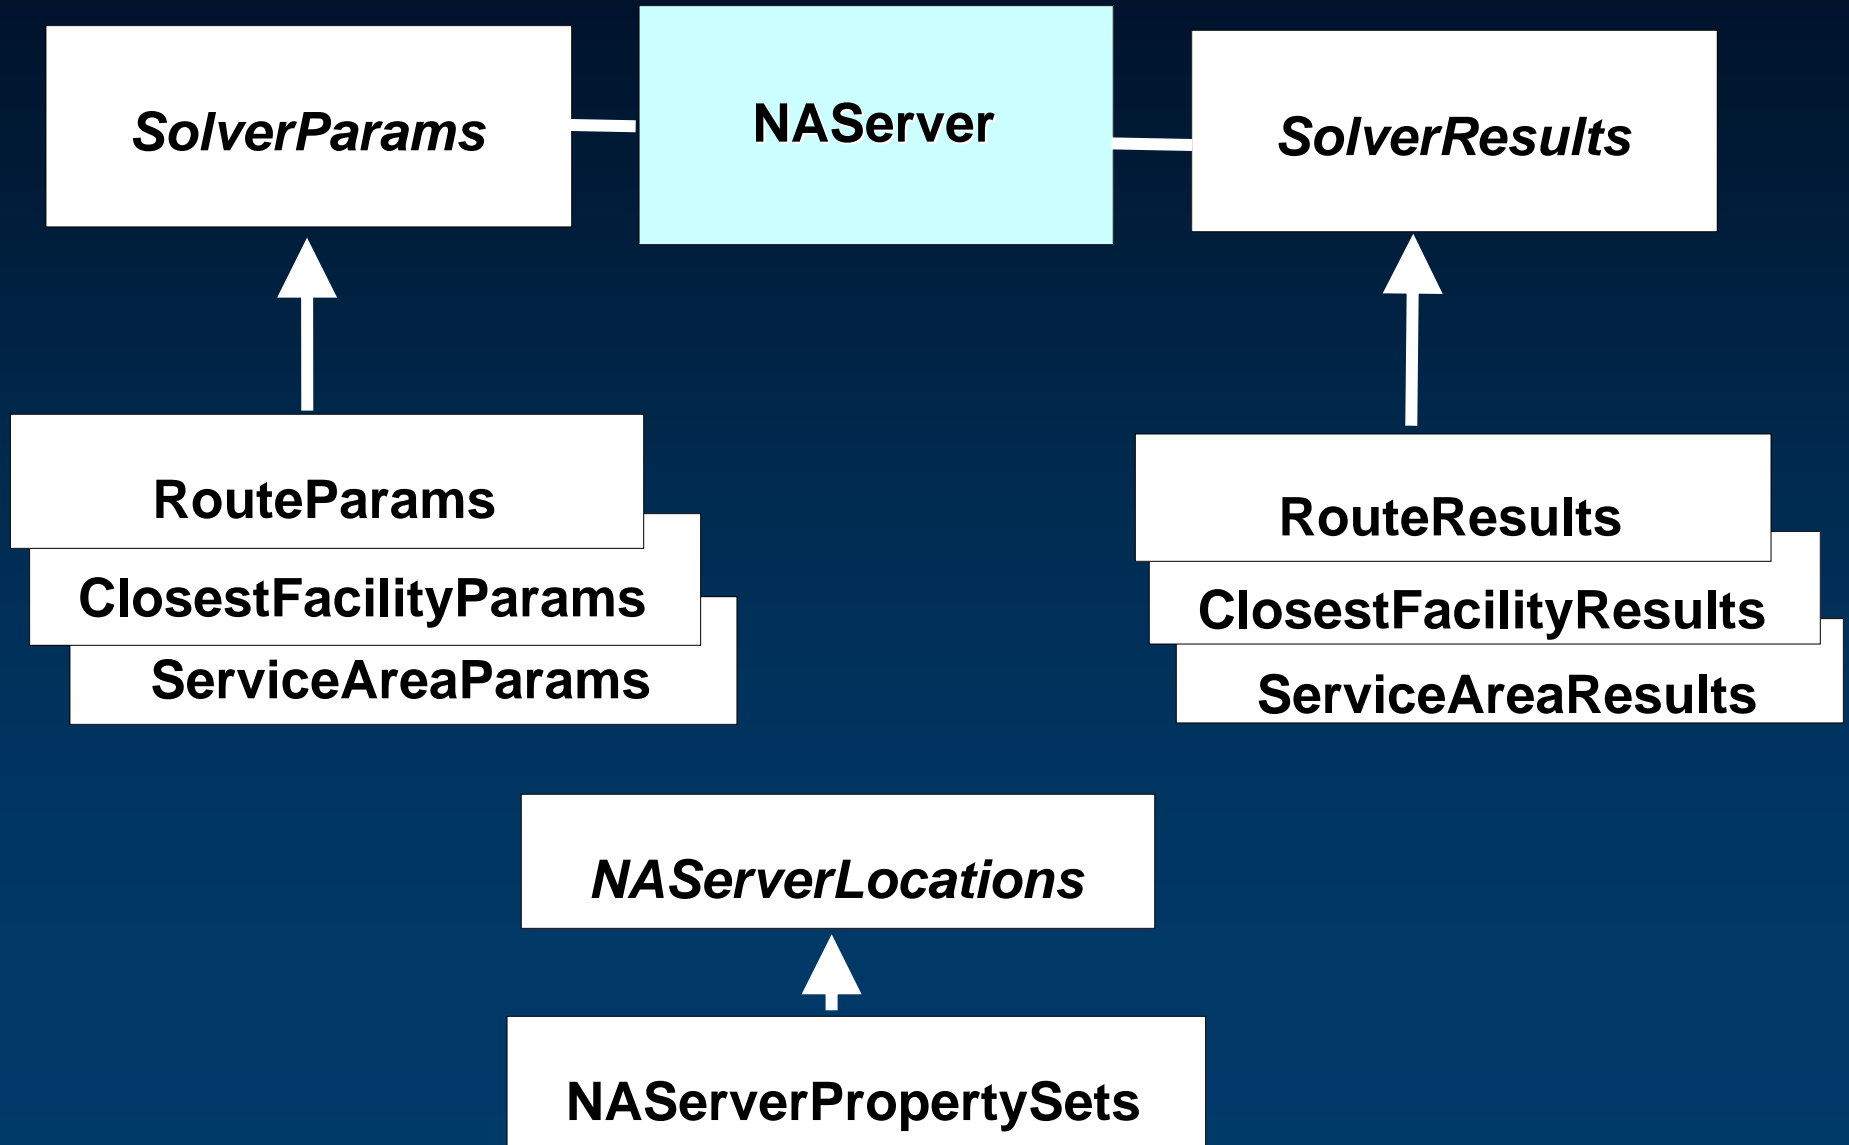 SolverParams
NAServer
SolverResults
RouteParams
ClosestFacilityParams
ServiceAreaParams
RouteResults
ClosestFacilityResults
ServiceAreaResults
NAServerLocations
NAServerPropertySets